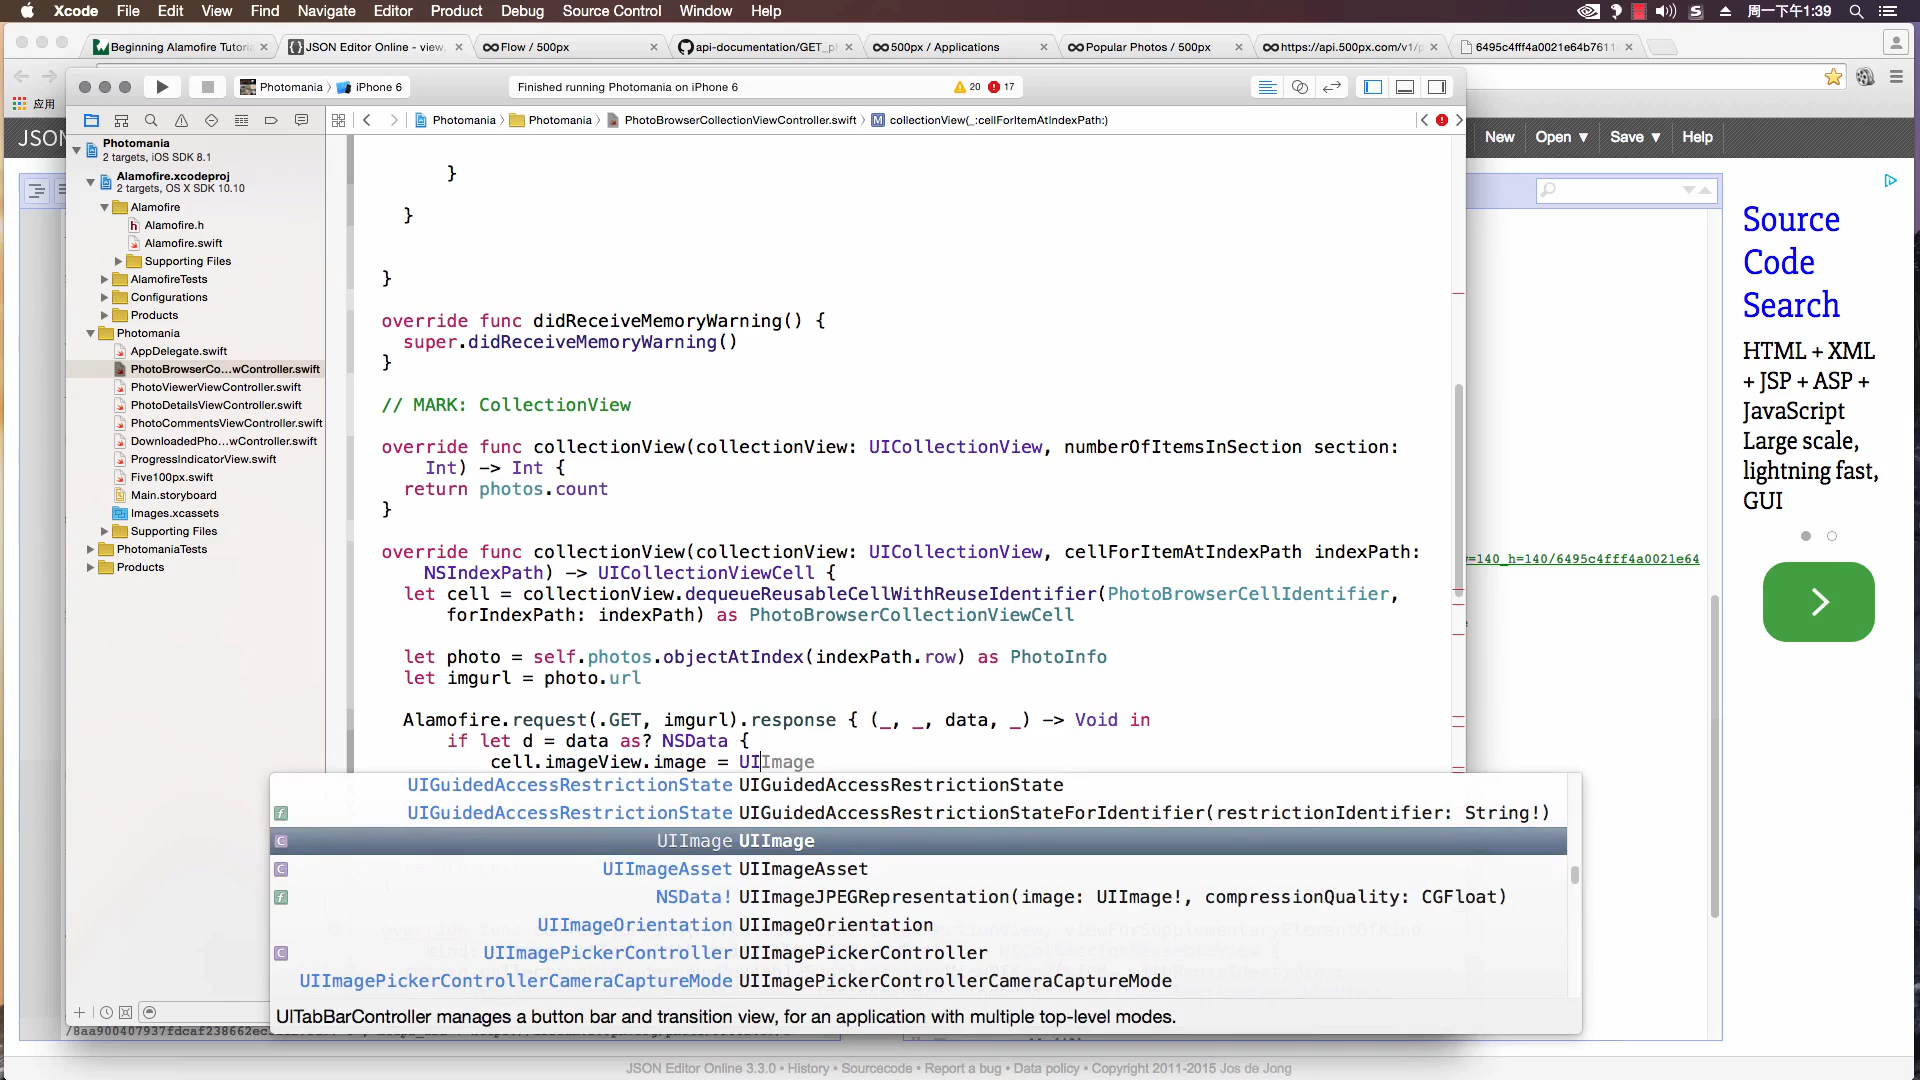 Xcode File Edit View Find Navigate Editor Product Debug Source Control Window Help
周一下午1:39
Beginning Alamofire Tutoria
JSON Editor Online - view,
Flow / 500px
api-documentation/GET_p
500px / Applications
Popular Photos / 500px
https://api.500px.com/v1/p
6495c4fff4a0021e64b7611
应用
Photomania
iPhone 6
Finished running Photomania on iPhone 6
20
17
Photomania
Photomania
PhotoBrowserCollectionViewController.swift
collectionView(_:cellForItemAtIndexPath:)
JSON
New
Open ▼
Save ▼
Help
Photomania
2 targets, iOS SDK 8.1
Alamofire.xcodeproj
2 targets, OS X SDK 10.10
Alamofire
Alamofire.h
Alamofire.swift
Supporting Files
AlamofireTests
Configurations
Products
Photomania
AppDelegate.swift
PhotoBrowserCo...wController.swift
PhotoViewerViewController.swift
PhotoDetailsViewController.swift
PhotoCommentsViewController.swift
DownloadedPho...wController.swift
ProgressIndicatorView.swift
Five100px.swift
Main.storyboard
Images.xcassets
Supporting Files
PhotomaniaTests
Products
}
}
}
override func didReceiveMemoryWarning() {
super.didReceiveMemoryWarning()
}
// MARK: CollectionView
override func collectionView(collectionView: UICollectionView, numberOfItemsInSection section:
Int) -> Int {
return photos.count
}
override func collectionView(collectionView: UICollectionView, cellForItemAtIndexPath indexPath:
NSIndexPath) -> UICollectionViewCell {
let cell = collectionView.dequeueReusableCellWithReuseIdentifier(PhotoBrowserCellIdentifier,
forIndexPath: indexPath) as PhotoBrowserCollectionViewCell
let photo = self.photos.objectAtIndex(indexPath.row) as PhotoInfo
let imgurl = photo.url
Alamofire.request(.GET, imgurl).response { (_, _, data, _) -> Void in
if let d = data as? NSData {
cell.imageView.image = UIImage
UIGuidedAccessRestrictionState UIGuidedAccessRestrictionState
UIGuidedAccessRestrictionState UIGuidedAccessRestrictionStateForIdentifier(restrictionIdentifier: String!)
UIImage UIImage
UIImageAsset UIImageAsset
NSData! UIImageJPEGRepresentation(image: UIImage!, compressionQuality: CGFloat)
UIImageOrientation UIImageOrientation
UIImagePickerController UIImagePickerController
UIImagePickerControllerCameraCaptureMode UIImagePickerControllerCameraCaptureMode
UITabBarController manages a button bar and transition view, for an application with multiple top-level modes.
=140_h=140/6495c4fff4a0021e64
Source
Code
Search
HTML + XML
+ JSP + ASP +
JavaScript
Large scale,
lightning fast,
GUI
JSON Editor Online 3.3.0 • History • Sourcecode • Report a bug • Data policy • Copyright 2011-2015 Jos de Jong